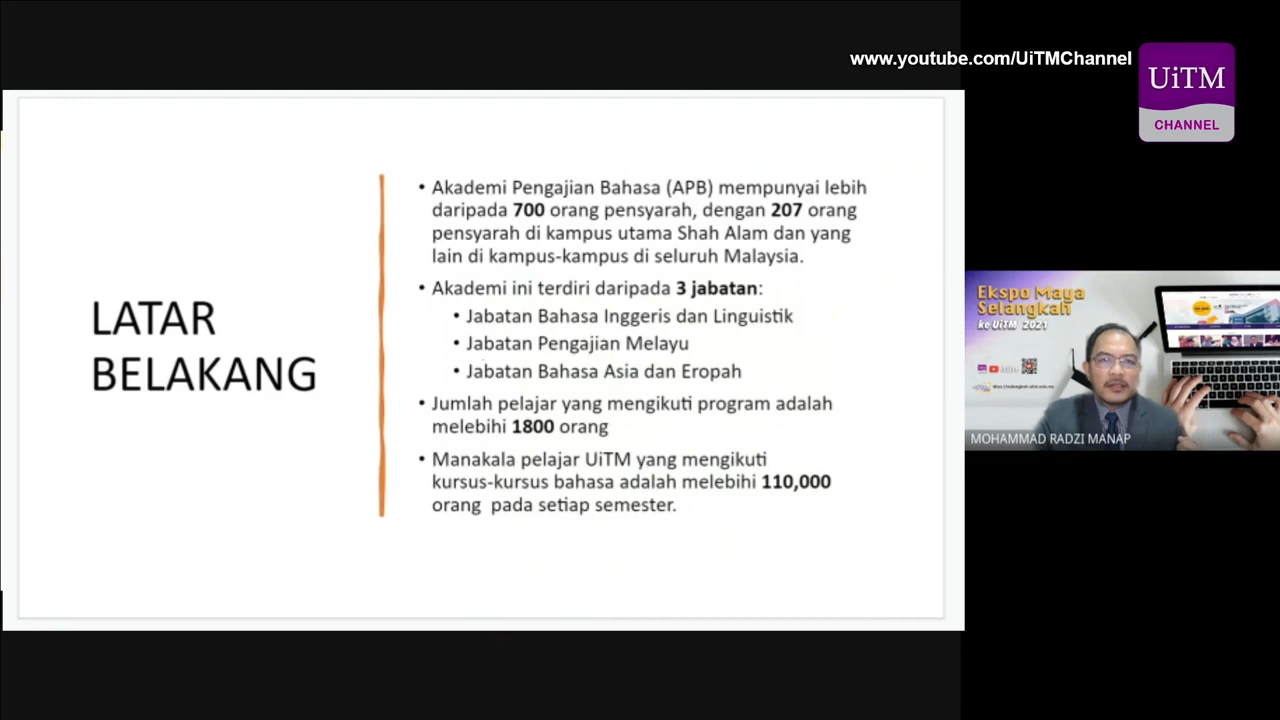 www.youtube.com/UiTMChannel
UiTM
CHANNEL
LATAR
BELAKANG
• Akademi Pengajian Bahasa (APB) mempunyai lebih
daripada 700 orang pensyarah, dengan 207 orang
pensyarah di kampus utama Shah Alam dan yang
lain di kampus-kampus di seluruh Malaysia.
• Akademi ini terdiri daripada 3 jabatan:
• Jabatan Bahasa Inggeris dan Linguistik
• Jabatan Pengajian Melayu
• Jabatan Bahasa Asia dan Eropah
• Jumlah pelajar yang mengikuti program adalah
melebihi 1800 orang
• Manakala pelajar UiTM yang mengikuti
kursus-kursus bahasa adalah melebihi 110,000
orang pada setiap semester.
Ekspo Maya
Selangkah
ke UiTM 2021
MOHAMMAD RADZI MANAP